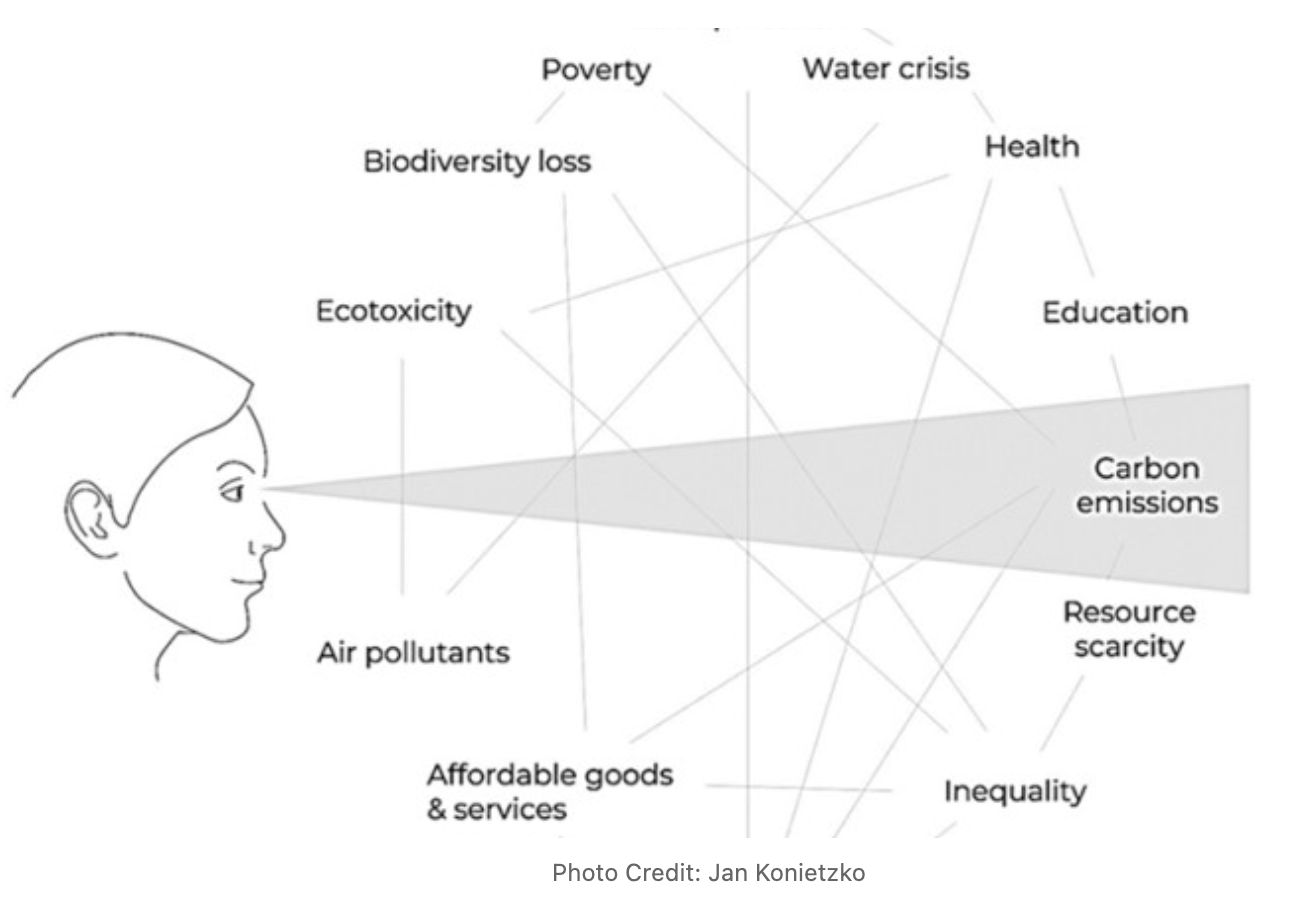 Poverty
Water crisis
Health
Biodiversity loss
Ecotoxicity
Education
Carbon
emissions
Resource
scarcity
Air pollutants
Affordable goods
& services
Inequality
Photo Credit: Jan Konietzko